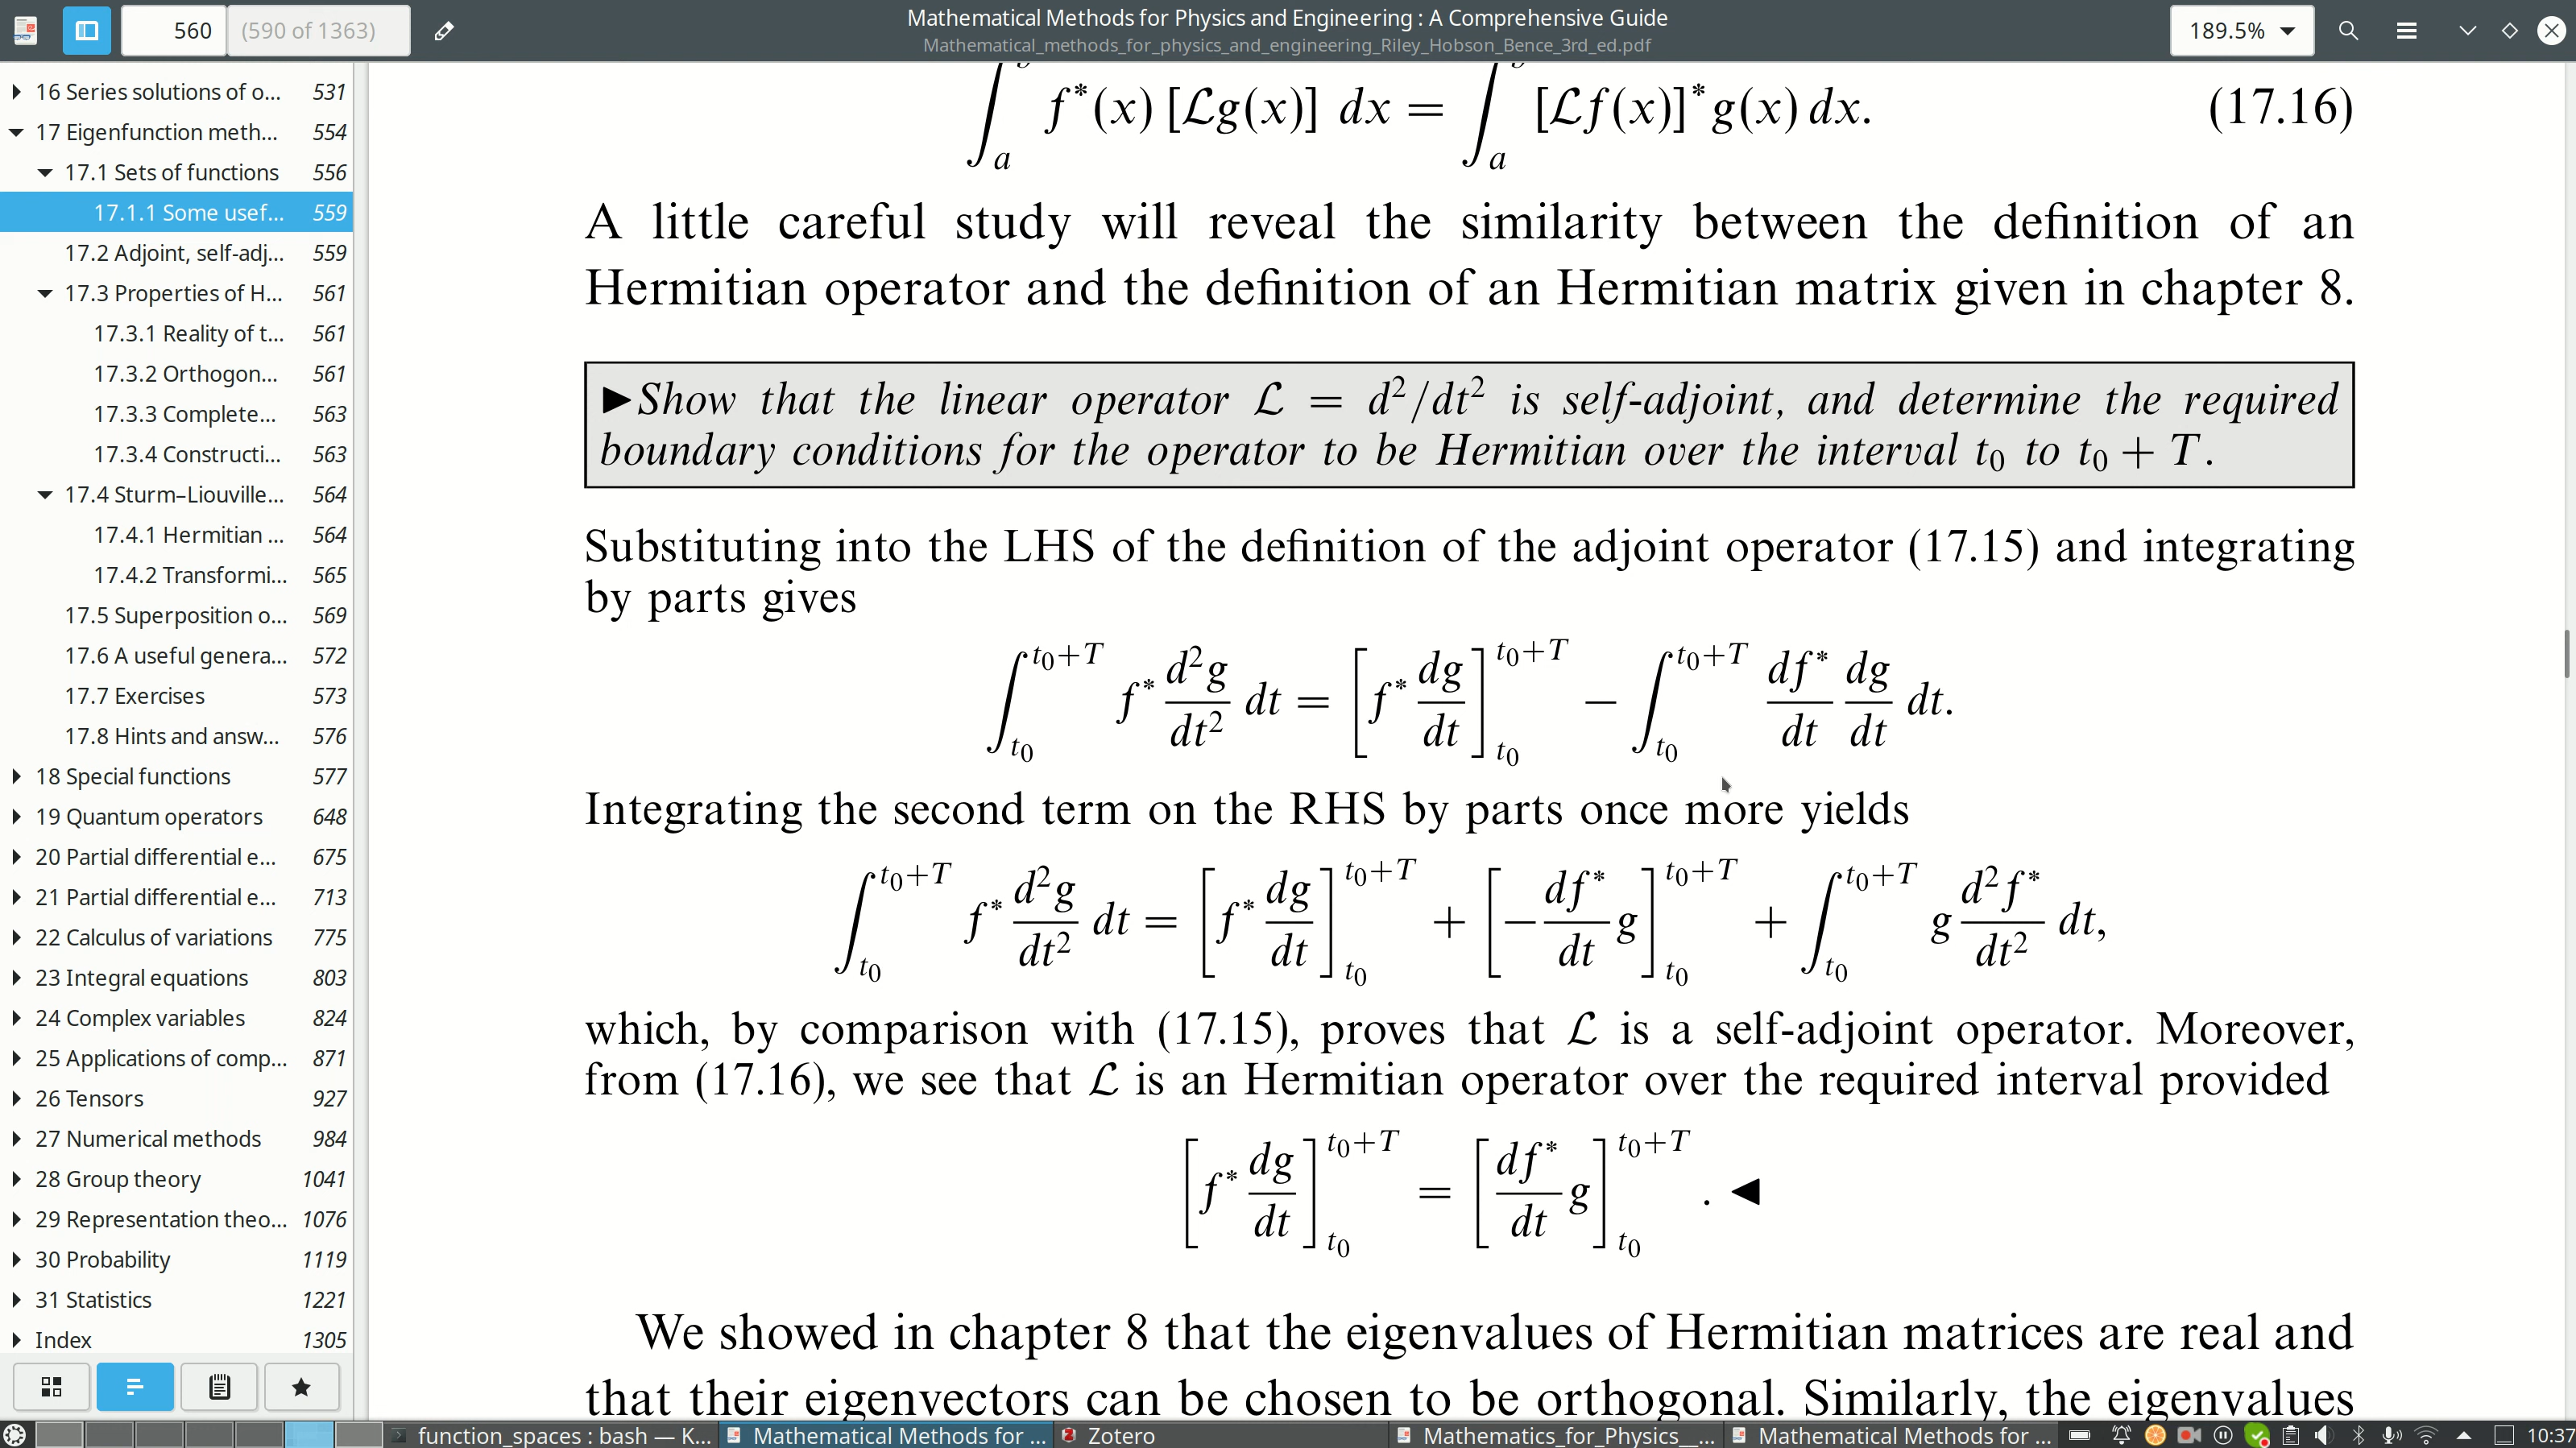 560
(590 of 1363)
Mathematical Methods for Physics and Engineering : A Comprehensive Guide
Mathematical_methods_for_physics_and_engineering_Riley_Hobson_Bence_3rd_ed.pdf
189.5%
16 Series solutions of o... 531
17 Eigenfunction meth... 554
17.1 Sets of functions 556
17.1.1 Some usef... 559
17.2 Adjoint, self-adj... 559
17.3 Properties of H... 561
17.3.1 Reality of t... 561
17.3.2 Orthogon... 561
17.3.3 Complete... 563
17.3.4 Constructi... 563
17.4 Sturm–Liouville... 564
17.4.1 Hermitian ... 564
17.4.2 Transformi... 565
17.5 Superposition o... 569
17.6 A useful genera... 572
17.7 Exercises 573
17.8 Hints and answ... 576
18 Special functions 577
19 Quantum operators 648
20 Partial differential e... 675
21 Partial differential e... 713
22 Calculus of variations 775
23 Integral equations 803
24 Complex variables 824
25 Applications of comp... 871
26 Tensors 927
27 Numerical methods 984
28 Group theory 1041
29 Representation theo... 1076
30 Probability 1119
31 Statistics 1221
Index 1305
∫_a f*(x) [ℒg(x)] dx = ∫_a [ℒf(x)]* g(x) dx. (17.16)
A little careful study will reveal the similarity between the definition of an
Hermitian operator and the definition of an Hermitian matrix given in chapter 8.
►Show that the linear operator ℒ = d²/dt² is self-adjoint, and determine the required
boundary conditions for the operator to be Hermitian over the interval t₀ to t₀ + T.
Substituting into the LHS of the definition of the adjoint operator (17.15) and integrating
by parts gives
∫_{t₀}^{t₀+T} f* d²g/dt² dt = [f* dg/dt]_{t₀}^{t₀+T} − ∫_{t₀}^{t₀+T} df*/dt dg/dt dt.
Integrating the second term on the RHS by parts once more yields
∫_{t₀}^{t₀+T} f* d²g/dt² dt = [f* dg/dt]_{t₀}^{t₀+T} + [−df*/dt g]_{t₀}^{t₀+T} + ∫_{t₀}^{t₀+T} g d²f*/dt² dt,
which, by comparison with (17.15), proves that ℒ is a self-adjoint operator. Moreover,
from (17.16), we see that ℒ is an Hermitian operator over the required interval provided
[f* dg/dt]_{t₀}^{t₀+T} = [df*/dt g]_{t₀}^{t₀+T}. ◄
We showed in chapter 8 that the eigenvalues of Hermitian matrices are real and
that their eigenvectors can be chosen to be orthogonal. Similarly, the eigenvalues
function_spaces : bash — K...
Mathematical Methods for ...
Zotero
Mathematics_for_Physics__...
Mathematical Methods for ...
10:37